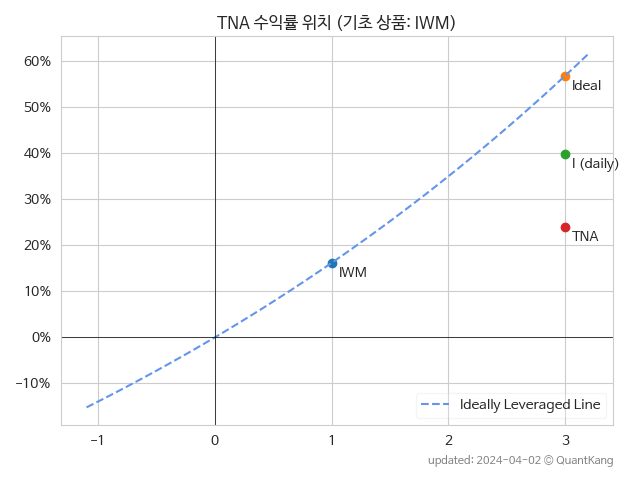 TNA 수익률 위치 (기초 상품: IWM)
60%
50%
40%
30%
20%
10%
0%
−10%
Ideal
I (daily)
TNA
IWM
Ideally Leveraged Line
−1
0
1
2
3
updated: 2024-04-02 © QuantKang